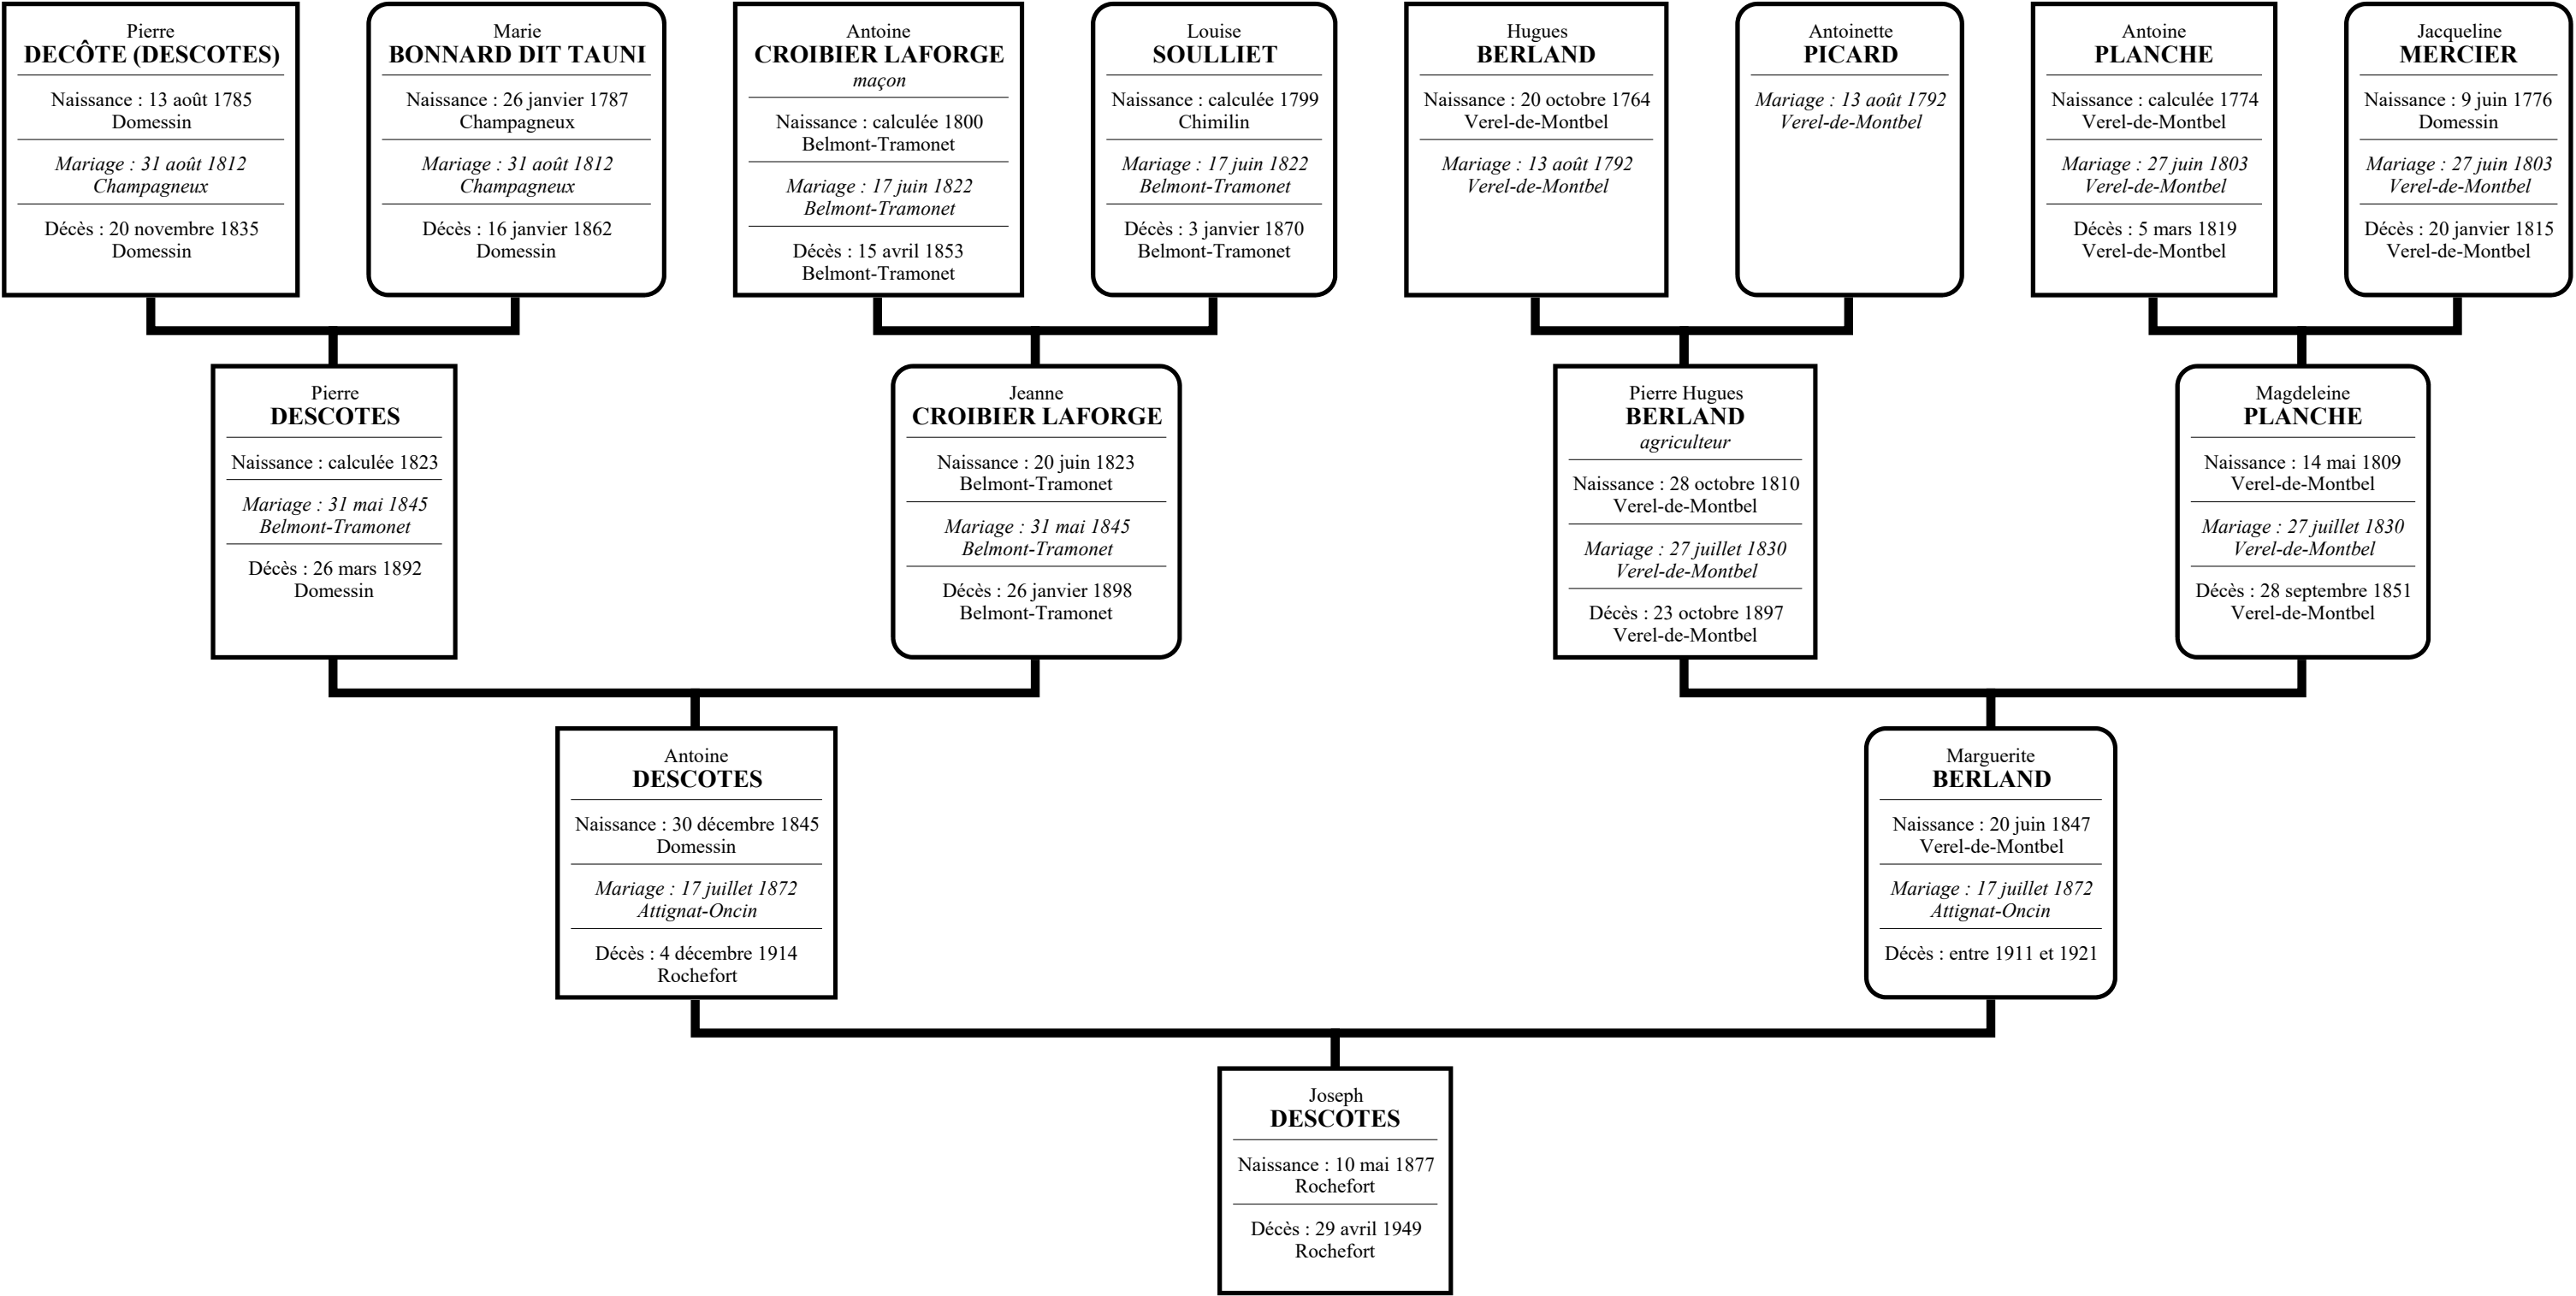 Pierre
DECÔTE (DESCOTES)
Naissance : 13 août 1785
Domessin
Mariage : 31 août 1812
Champagneux
Décès : 20 novembre 1835
Domessin
Marie
BONNARD DIT TAUNI
Naissance : 26 janvier 1787
Champagneux
Mariage : 31 août 1812
Champagneux
Décès : 16 janvier 1862
Domessin
Antoine
CROIBIER LAFORGE
maçon
Naissance : calculée 1800
Belmont-Tramonet
Mariage : 17 juin 1822
Belmont-Tramonet
Décès : 15 avril 1853
Belmont-Tramonet
Louise
SOULLIET
Naissance : calculée 1799
Chimilin
Mariage : 17 juin 1822
Belmont-Tramonet
Décès : 3 janvier 1870
Belmont-Tramonet
Hugues
BERLAND
Naissance : 20 octobre 1764
Verel-de-Montbel
Mariage : 13 août 1792
Verel-de-Montbel
Antoinette
PICARD
Mariage : 13 août 1792
Verel-de-Montbel
Antoine
PLANCHE
Naissance : calculée 1774
Verel-de-Montbel
Mariage : 27 juin 1803
Verel-de-Montbel
Décès : 5 mars 1819
Verel-de-Montbel
Jacqueline
MERCIER
Naissance : 9 juin 1776
Domessin
Mariage : 27 juin 1803
Verel-de-Montbel
Décès : 20 janvier 1815
Verel-de-Montbel
Pierre
DESCOTES
Naissance : calculée 1823
Mariage : 31 mai 1845
Belmont-Tramonet
Décès : 26 mars 1892
Domessin
Jeanne
CROIBIER LAFORGE
Naissance : 20 juin 1823
Belmont-Tramonet
Mariage : 31 mai 1845
Belmont-Tramonet
Décès : 26 janvier 1898
Belmont-Tramonet
Pierre Hugues
BERLAND
agriculteur
Naissance : 28 octobre 1810
Verel-de-Montbel
Mariage : 27 juillet 1830
Verel-de-Montbel
Décès : 23 octobre 1897
Verel-de-Montbel
Magdeleine
PLANCHE
Naissance : 14 mai 1809
Verel-de-Montbel
Mariage : 27 juillet 1830
Verel-de-Montbel
Décès : 28 septembre 1851
Verel-de-Montbel
Antoine
DESCOTES
Naissance : 30 décembre 1845
Domessin
Mariage : 17 juillet 1872
Attignat-Oncin
Décès : 4 décembre 1914
Rochefort
Marguerite
BERLAND
Naissance : 20 juin 1847
Verel-de-Montbel
Mariage : 17 juillet 1872
Attignat-Oncin
Décès : entre 1911 et 1921
Joseph
DESCOTES
Naissance : 10 mai 1877
Rochefort
Décès : 29 avril 1949
Rochefort